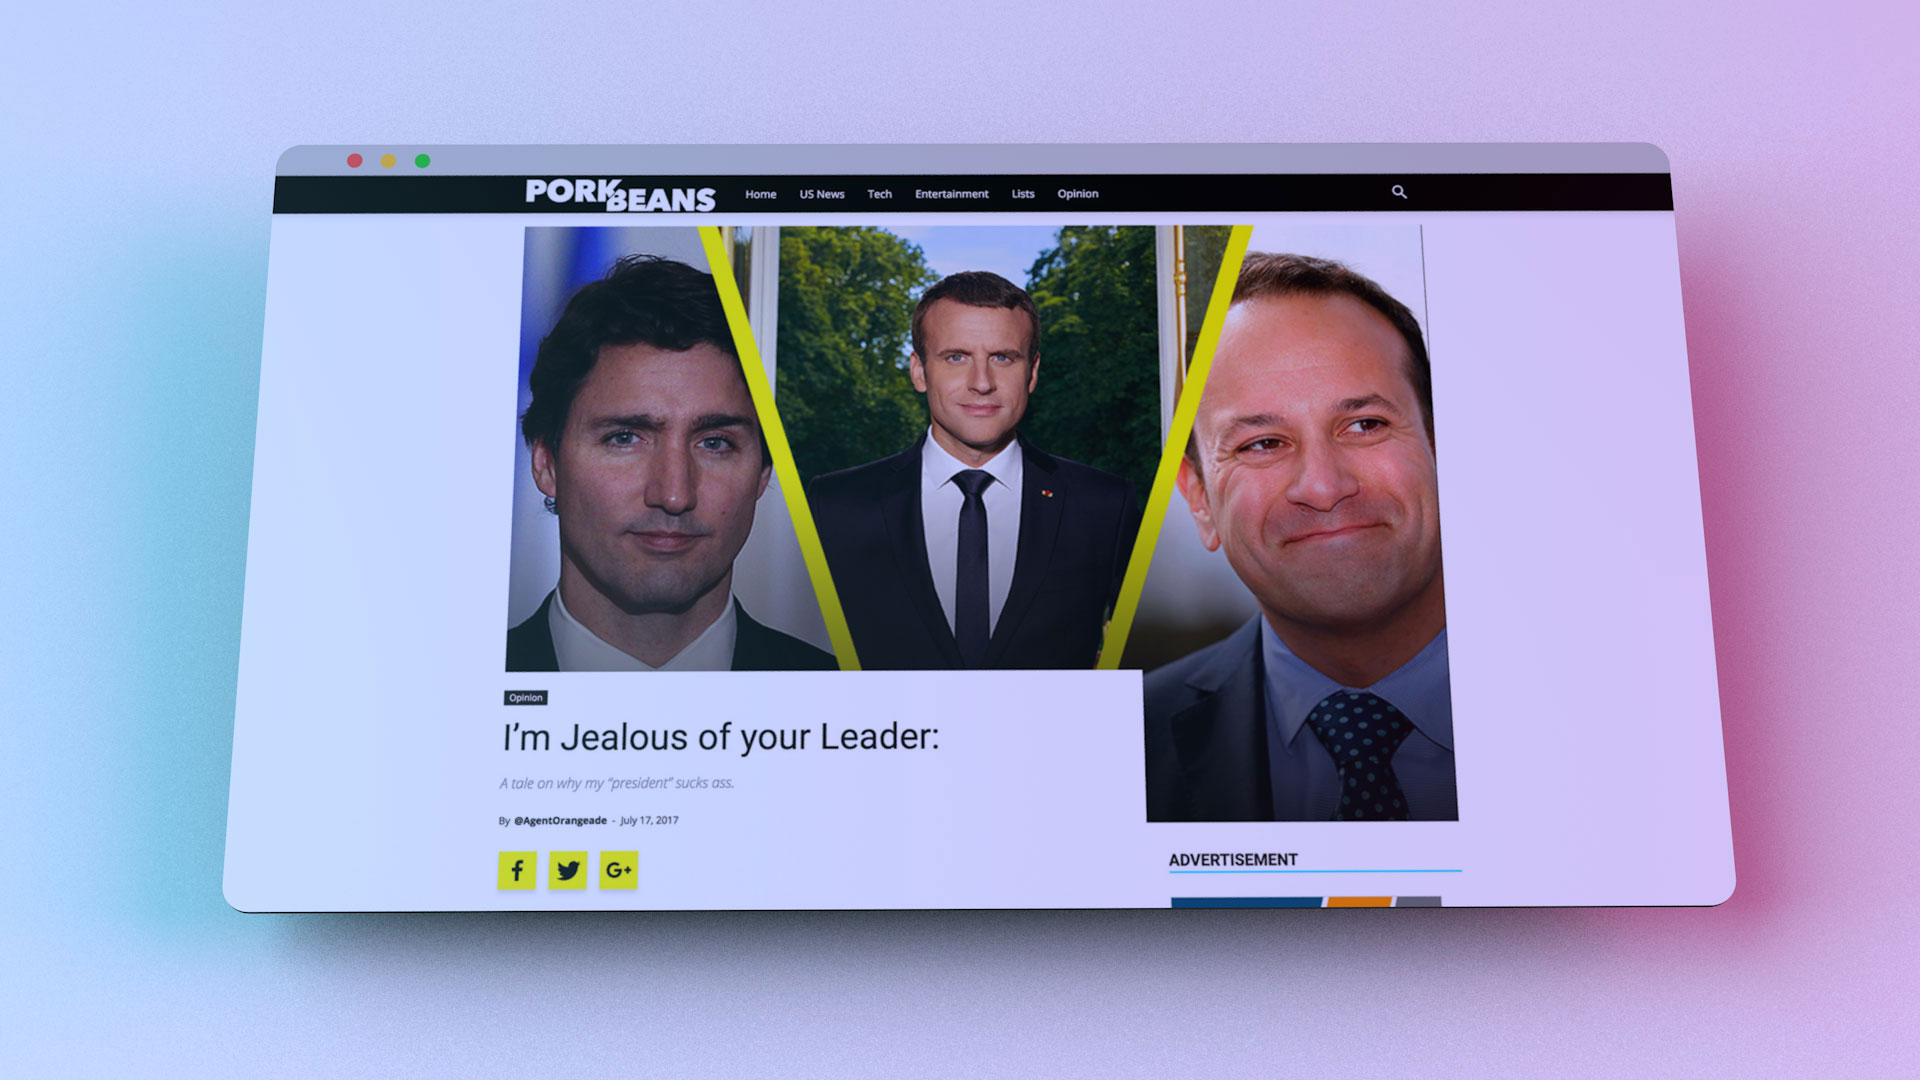 PORK BEANS
Home US News Tech Entertainment Lists Opinion
Opinion
I’m Jealous of your Leader:
A tale on why my “president” sucks ass.
By @AgentOrangeade - July 17, 2017
f G+
ADVERTISEMENT